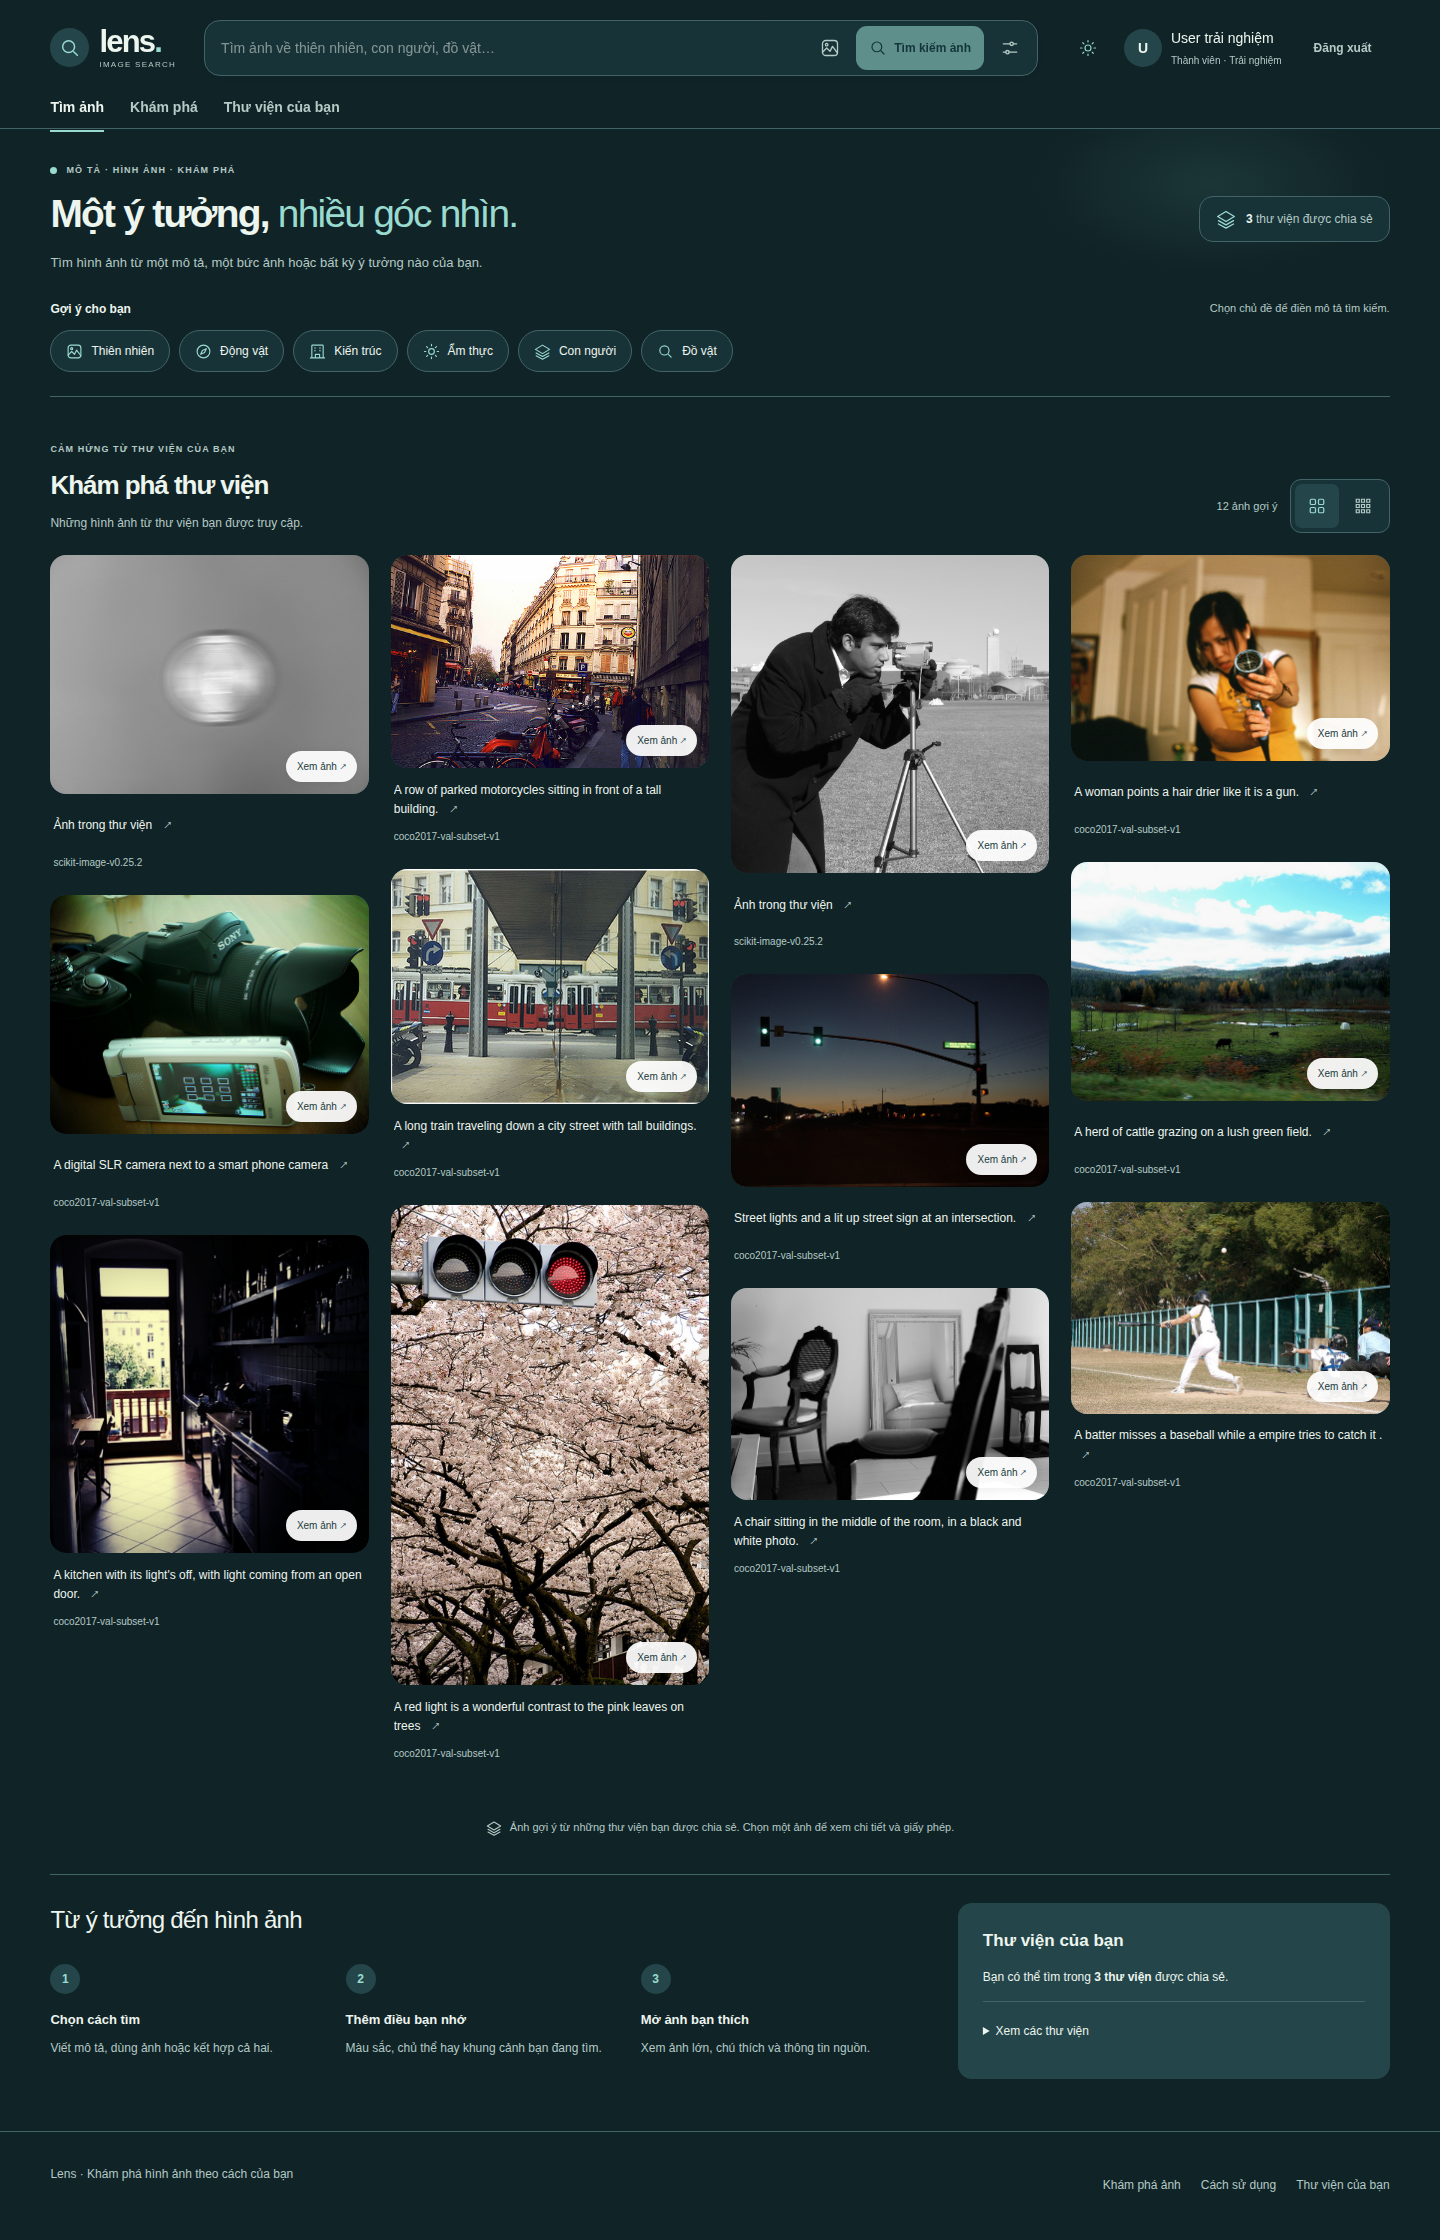 lens.
IMAGE SEARCH
Tìm ảnh về thiên nhiên, con người, đồ vật…
Tìm kiếm ảnh
U
User trải nghiệm
Thành viên · Trải nghiệm
Đăng xuất
Tìm ảnh
Khám phá
Thư viện của bạn
MÔ TẢ · HÌNH ẢNH · KHÁM PHÁ
Một ý tưởng, nhiều góc nhìn.
3 thư viện được chia sẻ
Tìm hình ảnh từ một mô tả, một bức ảnh hoặc bất kỳ ý tưởng nào của bạn.
Gợi ý cho bạn
Chọn chủ đề để điền mô tả tìm kiếm.
Thiên nhiên
Động vật
Kiến trúc
Ẩm thực
Con người
Đồ vật
CẢM HỨNG TỪ THƯ VIỆN CỦA BẠN
Khám phá thư viện
Những hình ảnh từ thư viện bạn được truy cập.
12 ảnh gợi ý
Xem ảnh ↗
Ảnh trong thư viện ↗
scikit-image-v0.25.2
SONY
Xem ảnh ↗
A digital SLR camera next to a smart phone camera ↗
coco2017-val-subset-v1
Xem ảnh ↗
A kitchen with its light's off, with light coming from an open
door. ↗
coco2017-val-subset-v1
P
Xem ảnh ↗
A row of parked motorcycles sitting in front of a tall
building. ↗
coco2017-val-subset-v1
Xem ảnh ↗
A long train traveling down a city street with tall buildings.
↗
coco2017-val-subset-v1
Xem ảnh ↗
A red light is a wonderful contrast to the pink leaves on
trees ↗
coco2017-val-subset-v1
Xem ảnh ↗
Ảnh trong thư viện ↗
scikit-image-v0.25.2
Xem ảnh ↗
Street lights and a lit up street sign at an intersection. ↗
coco2017-val-subset-v1
Xem ảnh ↗
A chair sitting in the middle of the room, in a black and
white photo. ↗
coco2017-val-subset-v1
Xem ảnh ↗
A woman points a hair drier like it is a gun. ↗
coco2017-val-subset-v1
Xem ảnh ↗
A herd of cattle grazing on a lush green field. ↗
coco2017-val-subset-v1
Xem ảnh ↗
A batter misses a baseball while a empire tries to catch it .
↗
coco2017-val-subset-v1
Ảnh gợi ý từ những thư viện bạn được chia sẻ. Chọn một ảnh để xem chi tiết và giấy phép.
Từ ý tưởng đến hình ảnh
1
Chọn cách tìm
Viết mô tả, dùng ảnh hoặc kết hợp cả hai.
2
Thêm điều bạn nhớ
Màu sắc, chủ thể hay khung cảnh bạn đang tìm.
3
Mở ảnh bạn thích
Xem ảnh lớn, chú thích và thông tin nguồn.
Thư viện của bạn
Bạn có thể tìm trong 3 thư viện được chia sẻ.
Xem các thư viện
Lens · Khám phá hình ảnh theo cách của bạn
Khám phá ảnh
Cách sử dụng
Thư viện của bạn